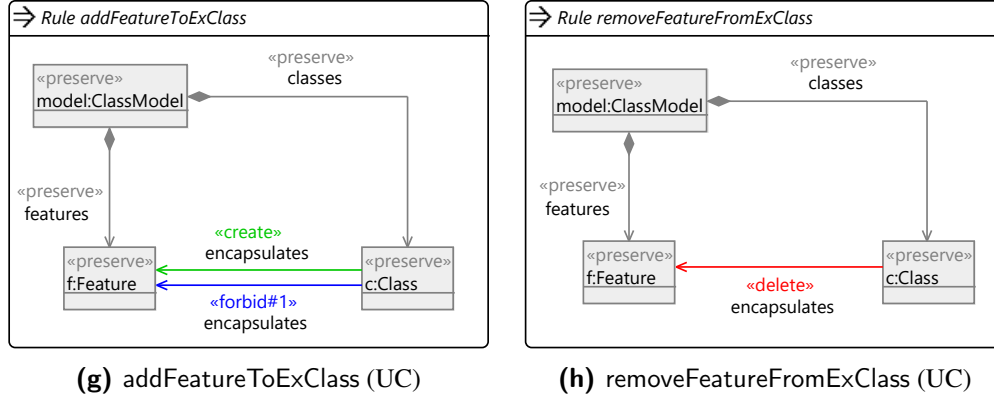 Rule addFeatureToExClass
«preserve»
classes
«preserve»
model:ClassModel
«preserve»
features
«create»
encapsulates
«preserve»
f:Feature
«preserve»
c:Class
«forbid#1»
encapsulates
(g) addFeatureToExClass (UC)
Rule removeFeatureFromExClass
«preserve»
classes
«preserve»
model:ClassModel
«preserve»
features
«preserve»
f:Feature
«preserve»
c:Class
«delete»
encapsulates
(h) removeFeatureFromExClass (UC)